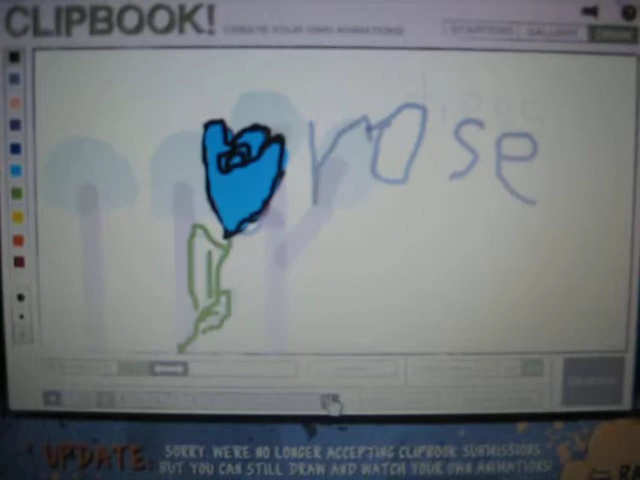 CLIPBOOK!
CREATE YOUR OWN ANIMATIONS
GALLERY
rose
UPDATE: SORRY. WE'RE NO LONGER ACCEPTING CLIPBOOK SUBMISSIONS.
BUT YOU CAN STILL DRAW AND WATCH YOUR OWN ANIMATIONS!